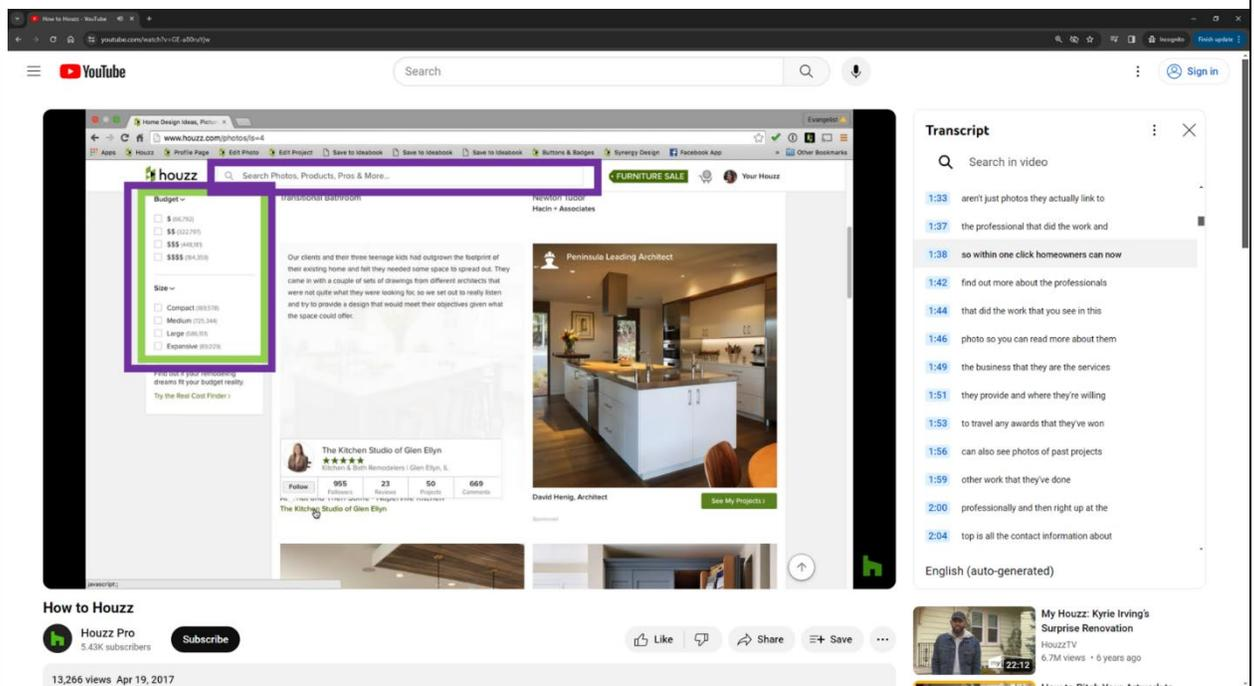 How to Houzz - YouTube
youtube.com/watch?v=GE-a80ruYjw
Incognito
Finish update
YouTube
Search
Sign in
Home Design Ideas, Pictur
Evangelist
www.houzz.com/photos/ls=4
Apps Houzz Profile Page Edit Photo Edit Project Save to Ideabook Save to Ideabook Save to Ideabook Buttons & Badges Synergy Design Facebook App » Other Bookmarks
houzz
Search Photos, Products, Pros & More...
FURNITURE SALE
Your Houzz
Budget
$ (66,792)
$$ (322,797)
$$$ (448,181)
$$$$ (184,359)
Size
Compact (189,578)
Medium (725,344)
Large (586,151)
Expansive (89,029)
Find out if your remodeling
dreams fit your budget reality.
Try the Real Cost Finder ›
Transitional Bathroom
Newton Tudor
Hacin + Associates
Our clients and their three teenage kids had outgrown the footprint of
their existing home and felt they needed some space to spread out. They
came in with a couple of sets of drawings from different architects that
were not quite what they were looking for, so we set out to really listen
and try to provide a design that would meet their objectives given what
the space could offer.
Peninsula Leading Architect
The Kitchen Studio of Glen Ellyn
Kitchen & Bath Remodelers | Glen Ellyn, IL
Follow
955 23 50 669
Followers Reviews Projects Comments
The Kitchen Studio of Glen Ellyn
David Henig, Architect
See My Projects ›
Sponsored
javascript:;
Transcript
Search in video
1:33 aren't just photos they actually link to
1:37 the professional that did the work and
1:38 so within one click homeowners can now
1:42 find out more about the professionals
1:44 that did the work that you see in this
1:46 photo so you can read more about them
1:49 the business that they are the services
1:51 they provide and where they're willing
1:53 to travel any awards that they've won
1:56 can also see photos of past projects
1:59 other work that they've done
2:00 professionally and then right up at the
2:04 top is all the contact information about
English (auto-generated)
How to Houzz
Houzz Pro
5.43K subscribers
Subscribe
Like
Share
Save
13,266 views Apr 19, 2017
22:12
My Houzz: Kyrie Irving's
Surprise Renovation
HouzzTV
6.7M views • 6 years ago